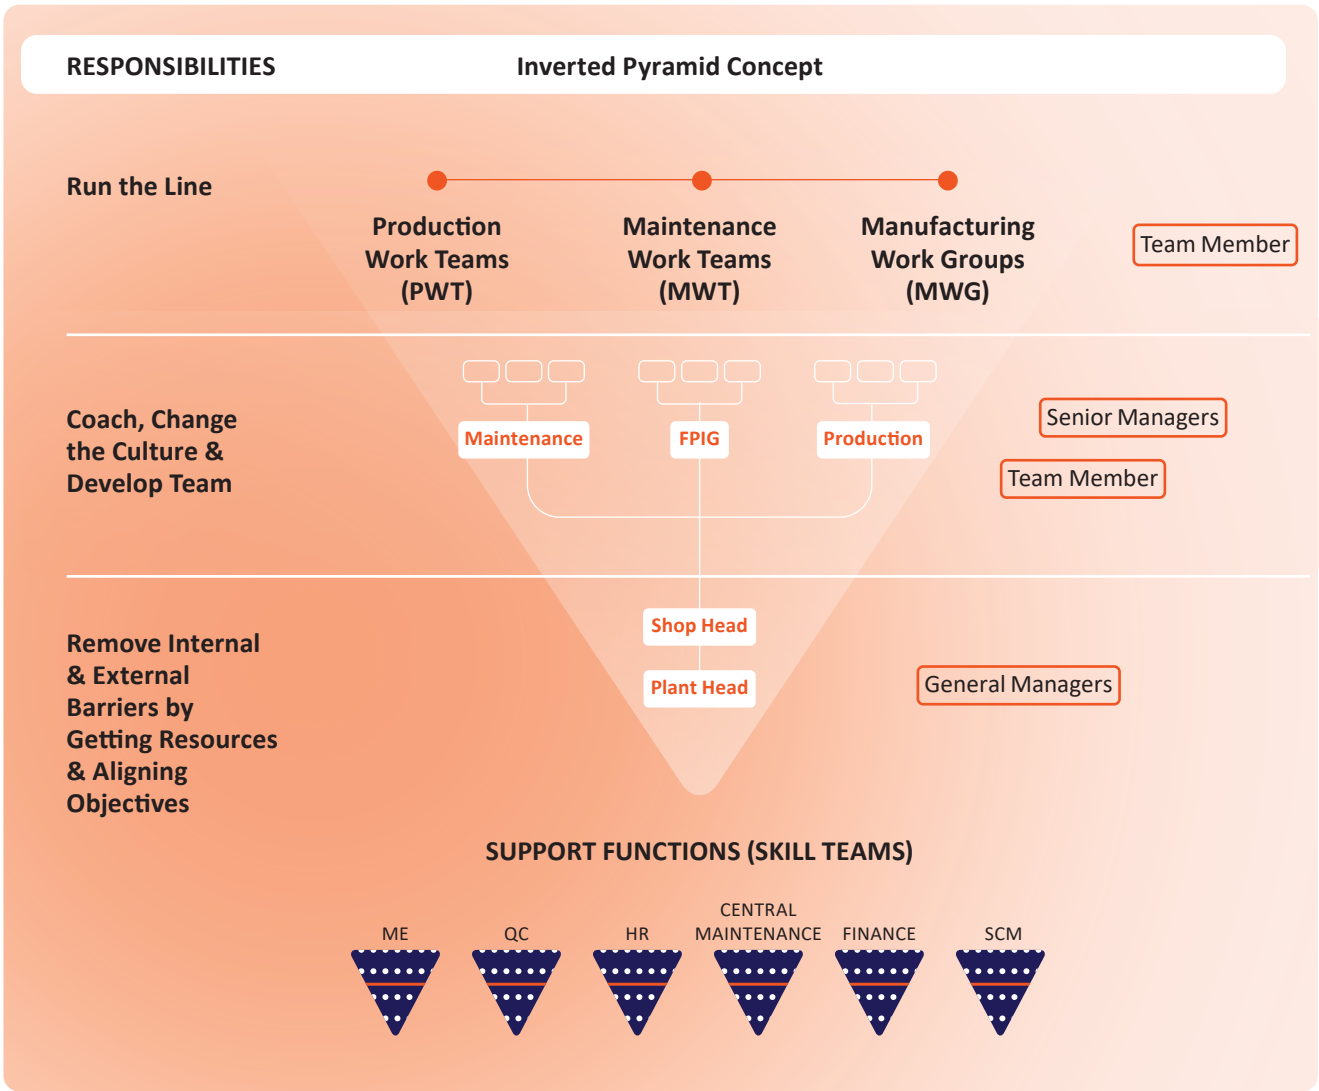 RESPONSIBILITIES
Inverted Pyramid Concept
Run the Line
Production
Work Teams
(PWT)
Maintenance
Work Teams
(MWT)
Manufacturing
Work Groups
(MWG)
Team Member
Coach, Change
the Culture &
Develop Team
Maintenance
FPIG
Production
Senior Managers
Team Member
Remove Internal
& External
Barriers by
Getting Resources
& Aligning
Objectives
Shop Head
Plant Head
General Managers
SUPPORT FUNCTIONS (SKILL TEAMS)
ME
QC
HR
CENTRAL
MAINTENANCE
FINANCE
SCM